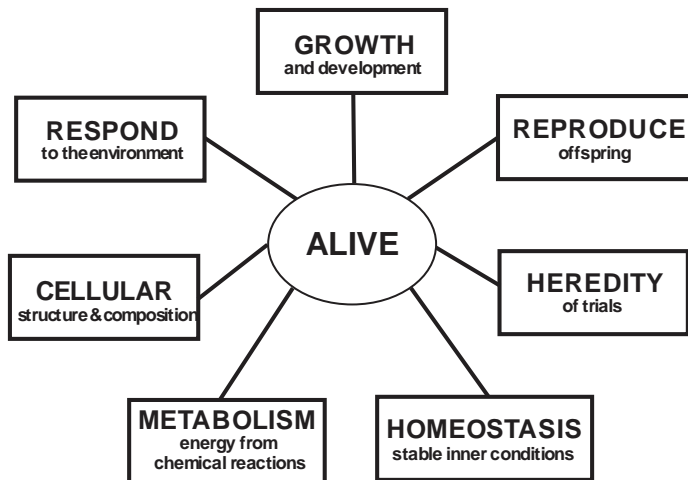 GROWTH
and development
RESPOND
to the environment
REPRODUCE
offspring
ALIVE
CELLULAR
structure & composition
HEREDITY
of trials
METABOLISM
energy from
chemical reactions
HOMEOSTASIS
stable inner conditions